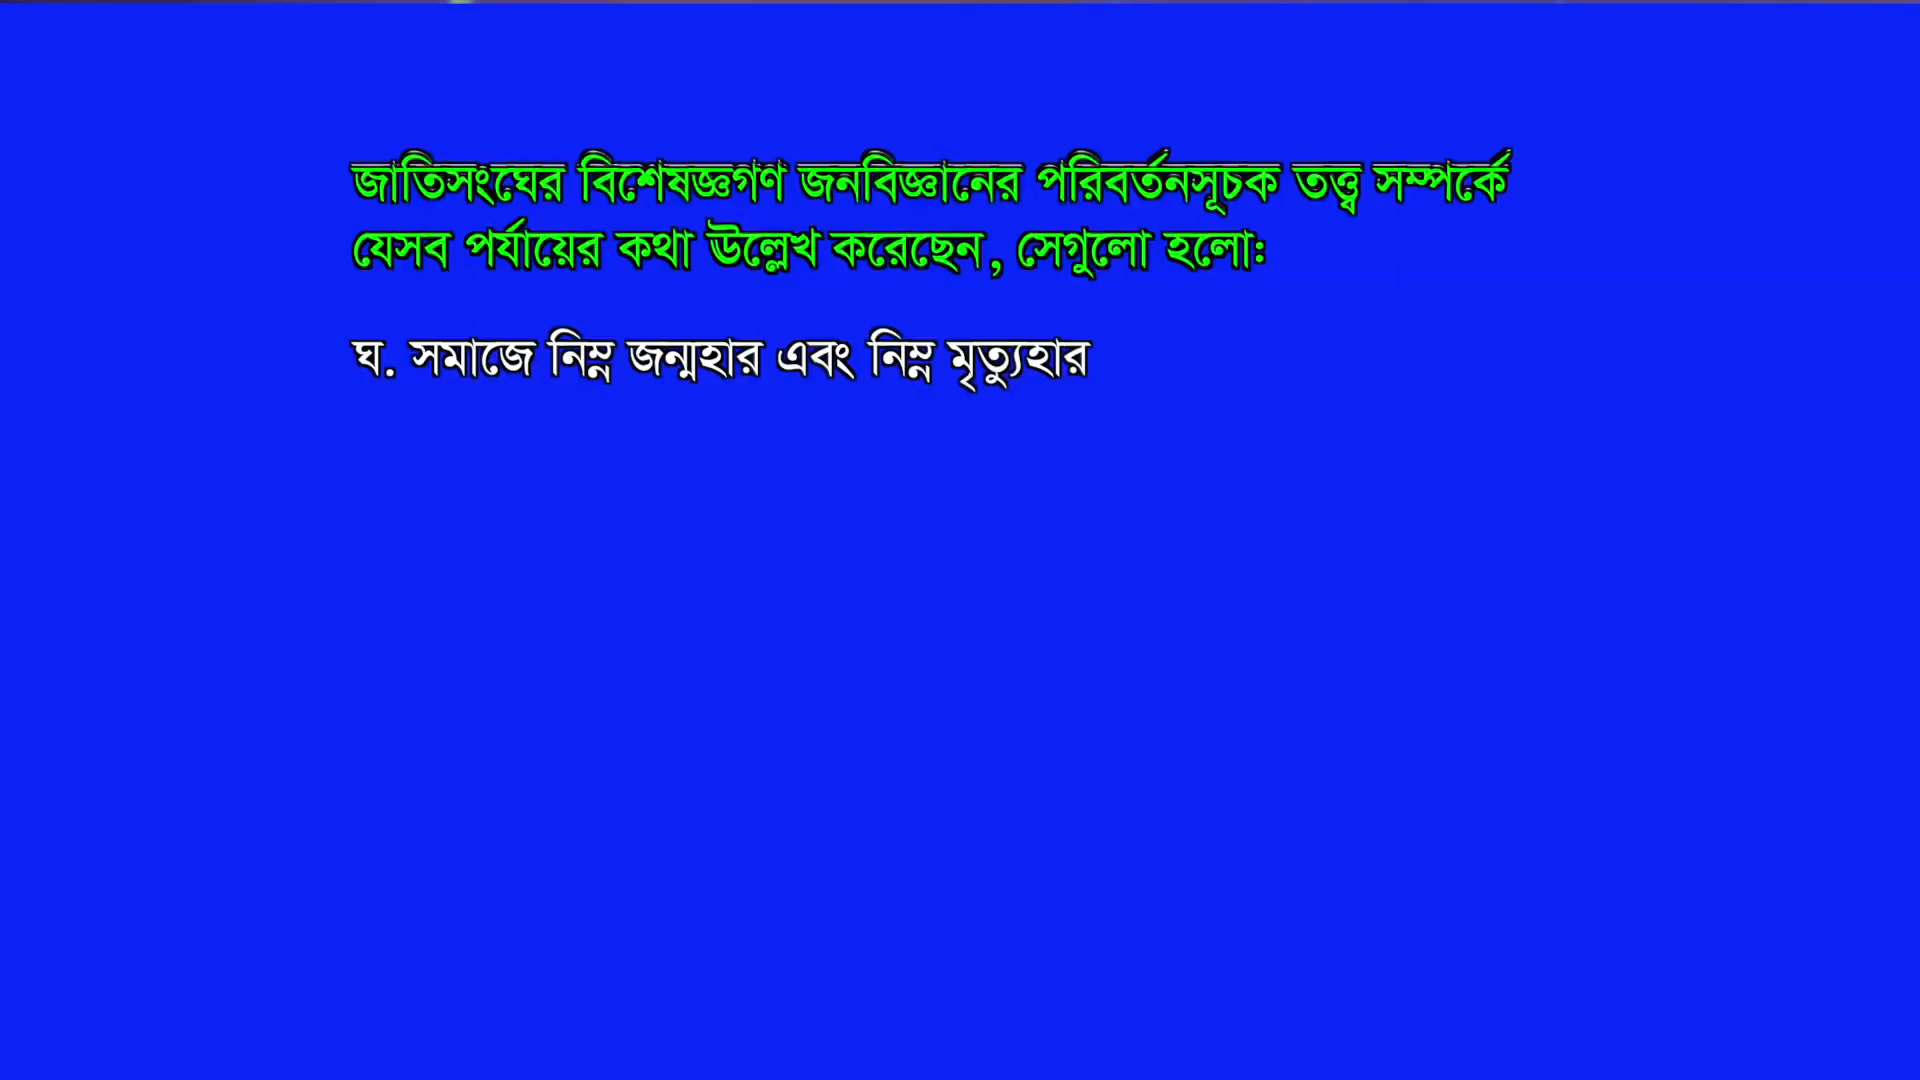 জাতিসংঘের বিশেষজ্ঞগণ জনবিজ্ঞানের পরিবর্তনসূচক তত্ত্ব সম্পর্কে
যেসব পর্যায়ের কথা উল্লেখ করেছেন, সেগুলো হলো:
ঘ. সমাজে নিম্ন জন্মহার এবং নিম্ন মৃত্যুহার